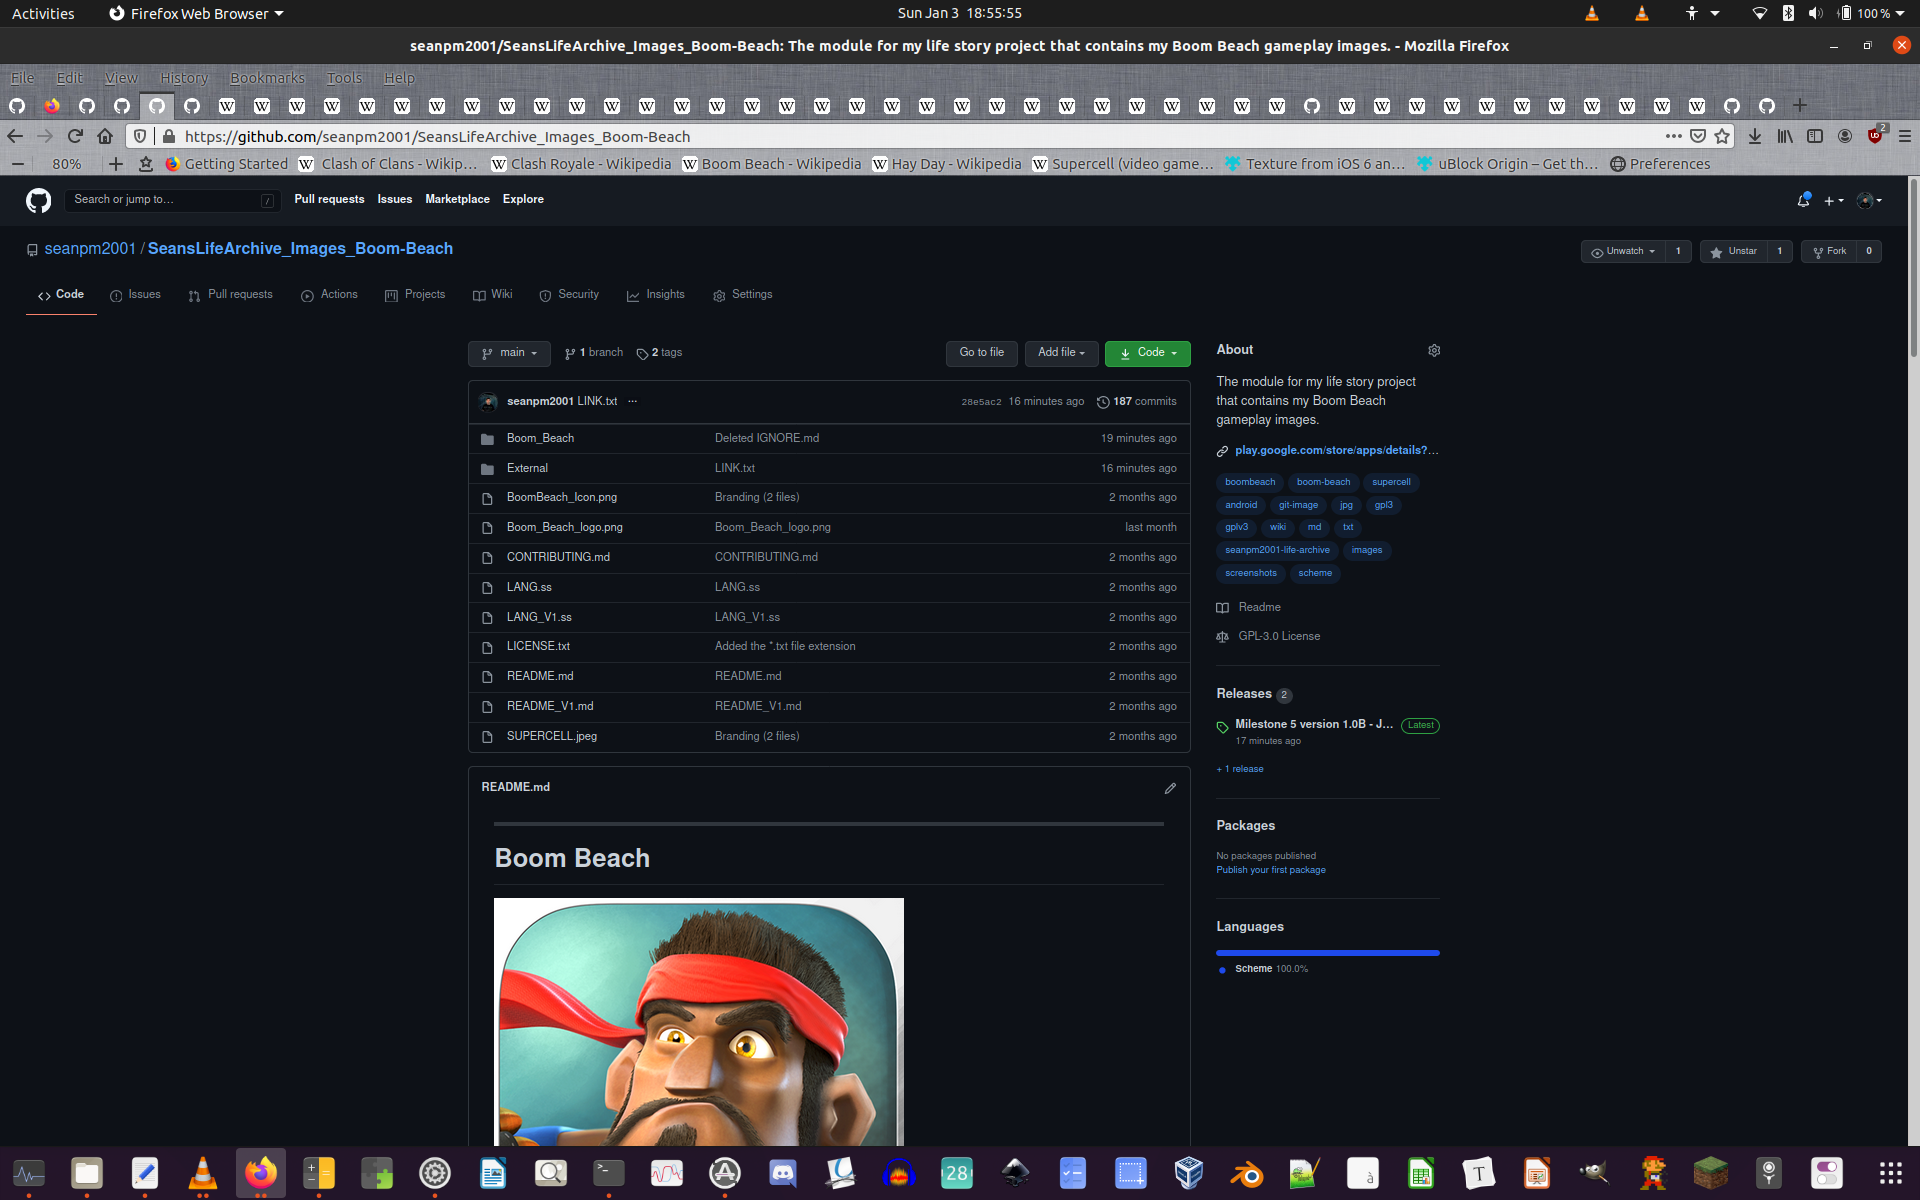 Activities Firefox Web Browser Sun Jan 3 18:55:55 100 %
seanpm2001/SeansLifeArchive_Images_Boom-Beach: The module for my life story project that contains my Boom Beach gameplay images. - Mozilla Firefox
File Edit View History Bookmarks Tools Help
https://github.com/seanpm2001/SeansLifeArchive_Images_Boom-Beach 2
80% Getting Started Clash of Clans - Wikip… Clash Royale - Wikipedia Boom Beach - Wikipedia Hay Day - Wikipedia Supercell (video game… Texture from iOS 6 an… uBlock Origin – Get th… Preferences
Search or jump to… / Pull requests Issues Marketplace Explore
seanpm2001 / SeansLifeArchive_Images_Boom-Beach Unwatch 1 Unstar 1 Fork 0
Code Issues Pull requests Actions Projects Wiki Security Insights Settings
main 1 branch 2 tags Go to file Add file Code
seanpm2001 LINK.txt ... 28e5ac2 16 minutes ago 187 commits
Boom_Beach Deleted IGNORE.md 19 minutes ago
External LINK.txt 16 minutes ago
BoomBeach_Icon.png Branding (2 files) 2 months ago
Boom_Beach_logo.png Boom_Beach_logo.png last month
CONTRIBUTING.md CONTRIBUTING.md 2 months ago
LANG.ss LANG.ss 2 months ago
LANG_V1.ss LANG_V1.ss 2 months ago
LICENSE.txt Added the *.txt file extension 2 months ago
README.md README.md 2 months ago
README_V1.md README_V1.md 2 months ago
SUPERCELL.jpeg Branding (2 files) 2 months ago
README.md
Boom Beach
About
The module for my life story project
that contains my Boom Beach
gameplay images.
play.google.com/store/apps/details?…
boombeach boom-beach supercell
android git-image jpg gpl3
gplv3 wiki md txt
seanpm2001-life-archive images
screenshots scheme
Readme
GPL-3.0 License
Releases 2
Milestone 5 version 1.0B - J… Latest
17 minutes ago
+ 1 release
Packages
No packages published
Publish your first package
Languages
Scheme 100.0%
28